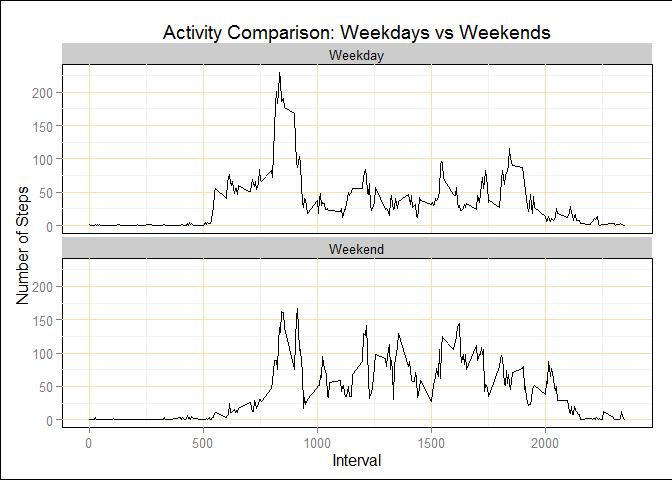 Activity Comparison: Weekdays vs Weekends
Weekday
200
150
100
50
0
Number of Steps
Weekend
200
150
100
50
0
0 500 1000 1500 2000
Interval